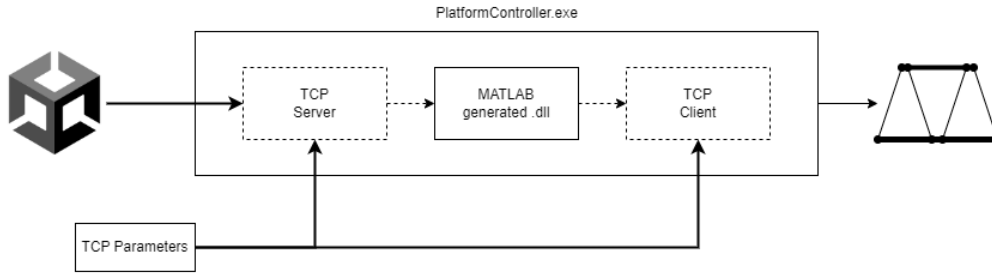 PlatformController.exe
TCP
Server
MATLAB
generated .dll
TCP
Client
TCP Parameters